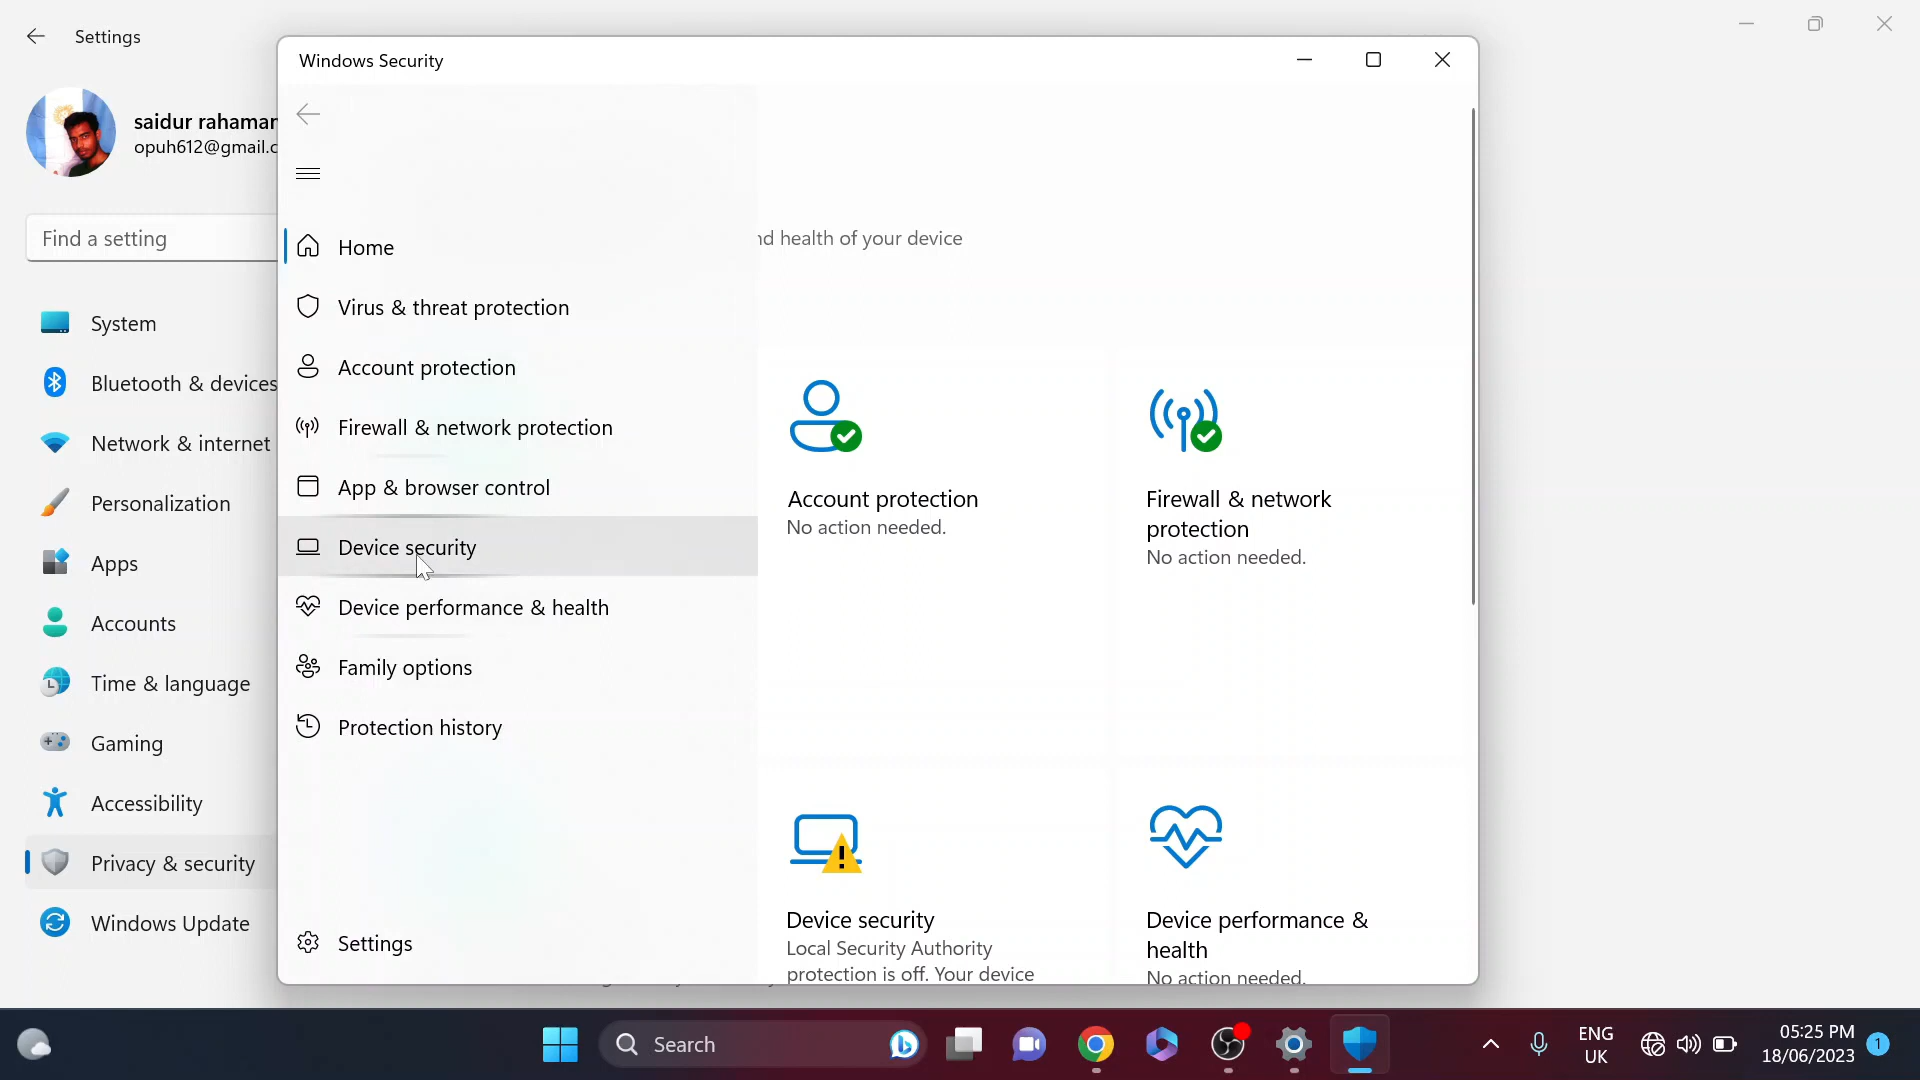 Settings
saidur rahamar
opuh612@gmail.c
Find a setting
System
Bluetooth & devices
Network & internet
Personalization
Apps
Accounts
Time & language
Gaming
Accessibility
Privacy & security
Windows Update
Windows Security
Home
Virus & threat protection
Account protection
Firewall & network protection
App & browser control
Device security
Device performance & health
Family options
Protection history
Settings
nd health of your device
Account protection
No action needed.
Firewall & network
protection
No action needed.
Device security
Local Security Authority
protection is off. Your device
Device performance &
health
No action needed.
Search
ENG
UK
05:25 PM
18/06/2023
1